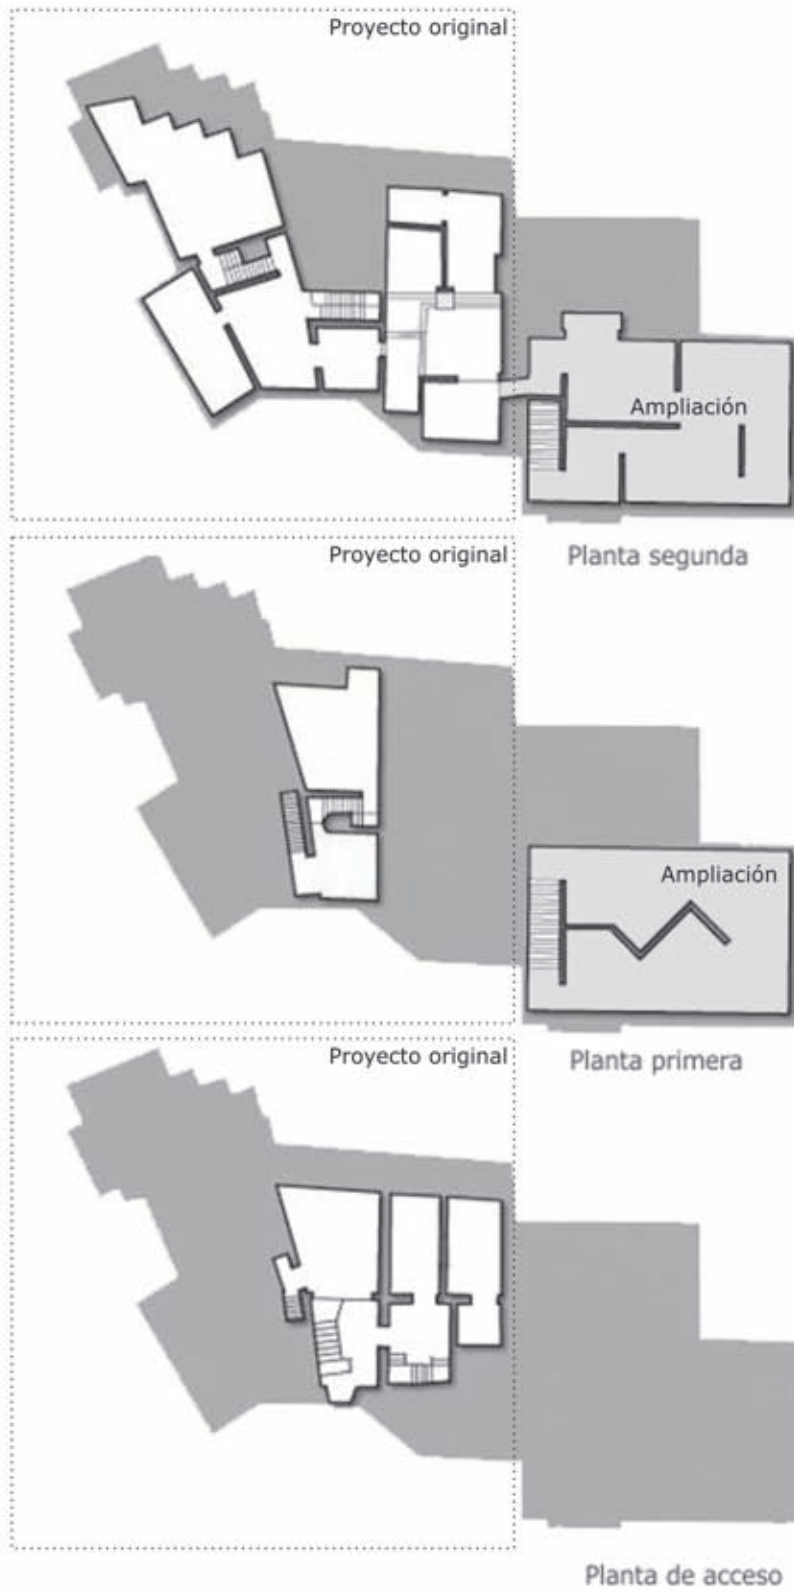 Proyecto original
Ampliación
Planta segunda
Proyecto original
Ampliación
Planta primera
Proyecto original
Planta de acceso